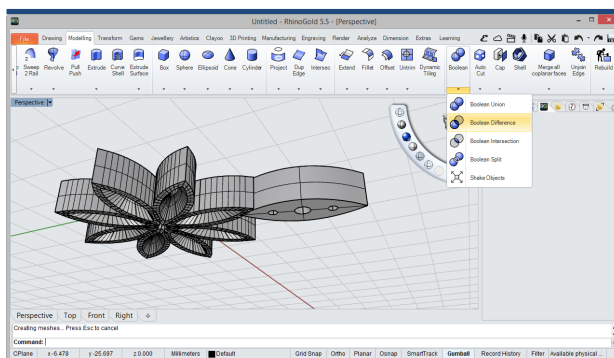 Untitled - RhinoGold 5.5 - [Perspective]
File Drawing Modelling Transform Gems Jewellery Artistics Clayoo 3D Printing Manufacturing Engraving Render Analyze Dimension Extras Learning
Sweep 2 Rail Revolve Pull Push Extrude Curve Shell Extrude Surface Box Sphere Ellipsoid Cone Cylinder Project Dup Edge Intersec Extend Fillet Offset Untrim Dynamic Tiling Boolean Auto Cut Cap Shell Merge all coplanar faces Unjoin Edge Rebuild
Perspective
Boolean Union
Boolean Difference
Boolean Intersection
Boolean Split
Shake Objects
Perspective Top Front Right
Creating meshes... Press Esc to cancel
Command:
CPlane x -6.478 y -25.697 z 0.000 Millimeters Default Grid Snap Ortho Planar Osnap SmartTrack Gumball Record History Filter Available physical...